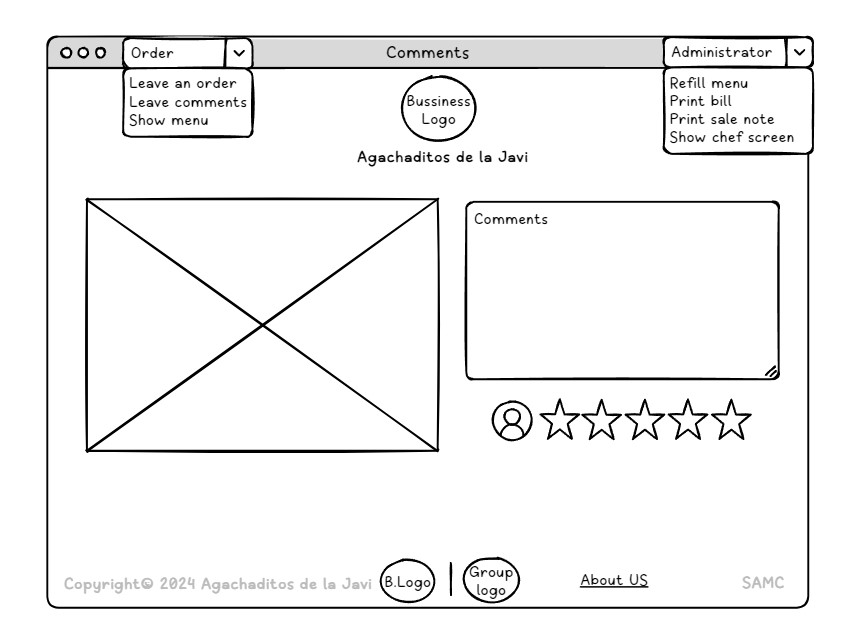 Order
Comments
Administrator
Leave an order
Leave comments
Show menu
Bussiness
Logo
Refill menu
Print bill
Print sale note
Show chef screen
Agachaditos de la Javi
Comments
Copyright© 2024 Agachaditos de la Javi
B.Logo
Group
logo
About US
SAMC